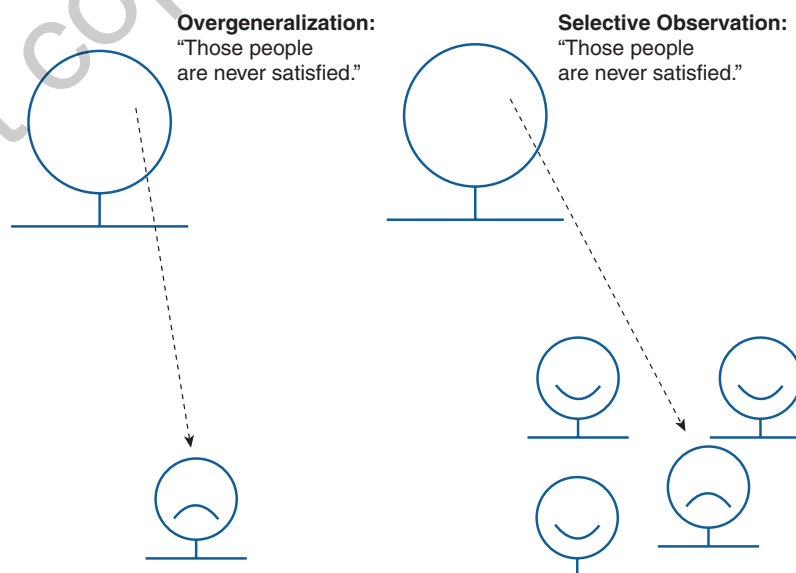 Overgeneralization:
“Those people
are never satisfied.”
Selective Observation:
“Those people
are never satisfied.”